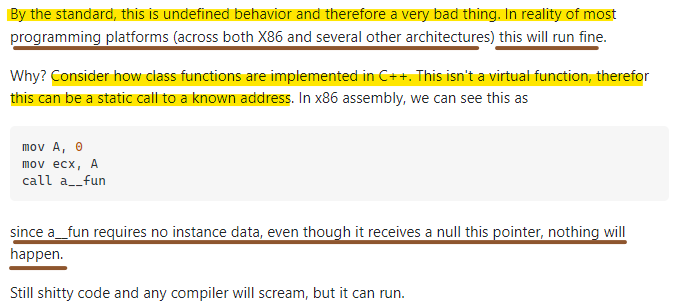 By the standard, this is undefined behavior and therefore a very bad thing. In reality of most
programming platforms (across both X86 and several other architectures) this will run fine.
Why? Consider how class functions are implemented in C++. This isn't a virtual function, therefor
this can be a static call to a known address. In x86 assembly, we can see this as
mov A, 0
mov ecx, A
call a__fun
since a__fun requires no instance data, even though it receives a null this pointer, nothing will
happen.
Still shitty code and any compiler will scream, but it can run.